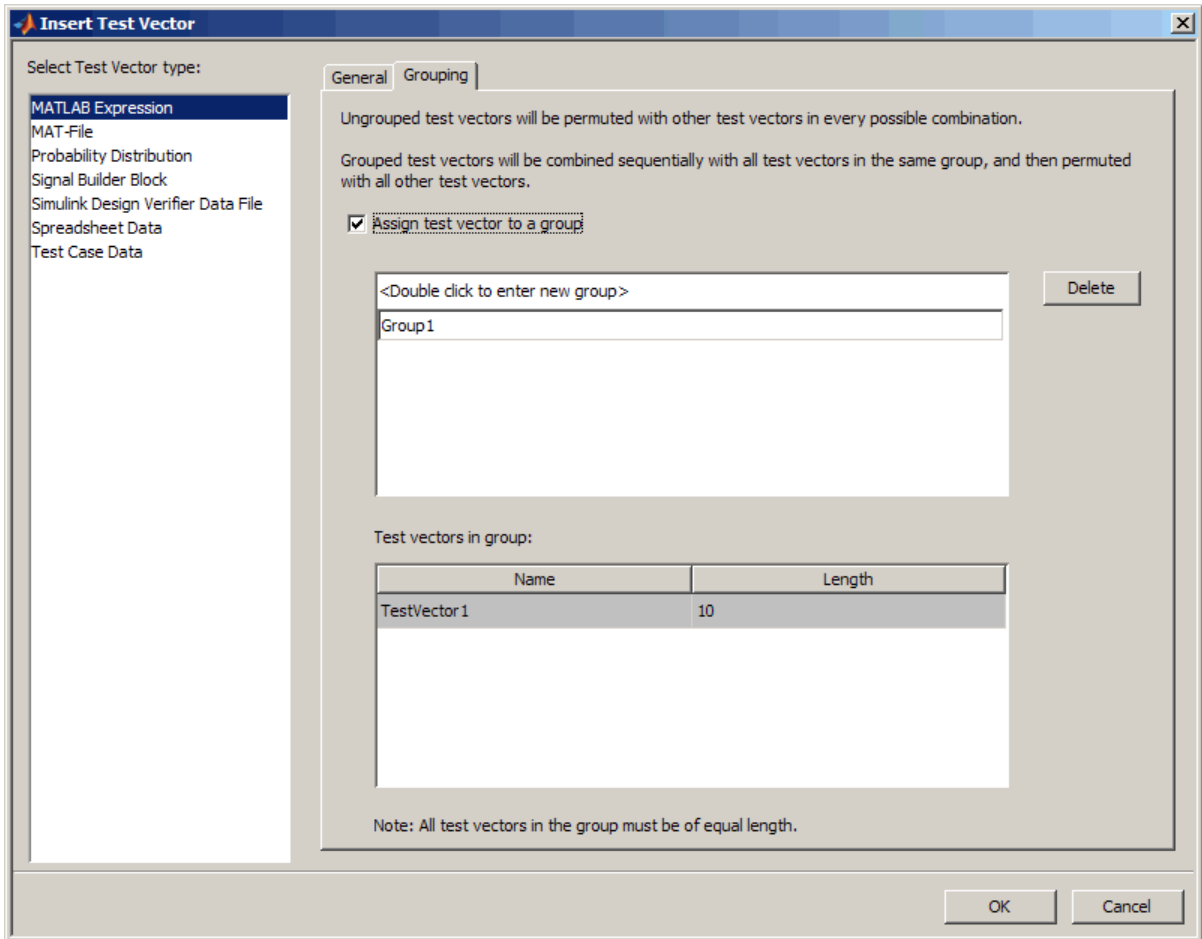 Insert Test Vector
Select Test Vector type:
MATLAB Expression
MAT-File
Probability Distribution
Signal Builder Block
Simulink Design Verifier Data File
Spreadsheet Data
Test Case Data
General Grouping
Ungrouped test vectors will be permuted with other test vectors in every possible combination.
Grouped test vectors will be combined sequentially with all test vectors in the same group, and then permuted
with all other test vectors.
Assign test vector to a group
<Double click to enter new group>
Delete
Group1
Test vectors in group:
Name Length
TestVector1 10
Note: All test vectors in the group must be of equal length.
OK Cancel